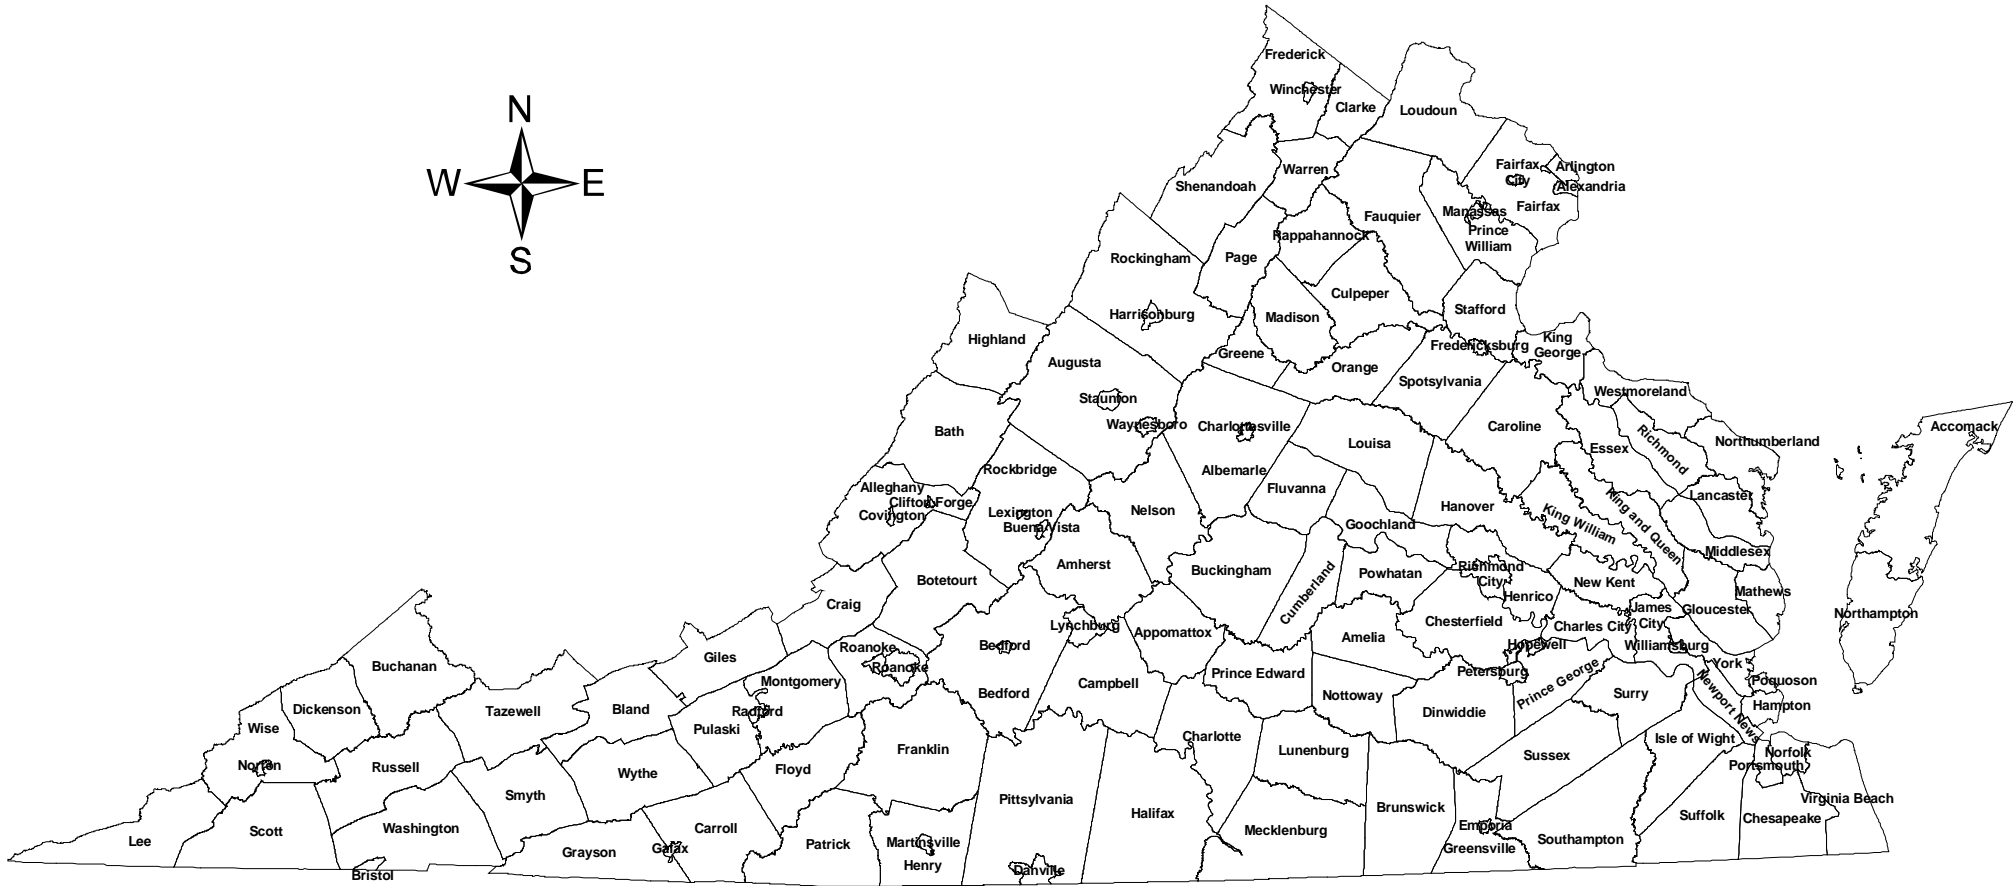 N
W
E
S
Frederick
Winchester
Clarke
Loudoun
Warren
Fairfax
City
Arlington
Alexandria
Fairfax
Shenandoah
Fauquier
Manassas
Prince
William
Rappahannock
Rockingham
Page
Culpeper
Harrisonburg
Madison
Stafford
Highland
Greene
Fredericksburg
King
George
Augusta
Orange
Spotsylvania
Westmoreland
Staunton
Waynesboro
Charlottesville
Caroline
Accomack
Bath
Louisa
Essex
Richmond
Northumberland
Rockbridge
Albemarle
Alleghany
Clifton Forge
Covington
Fluvanna
Lancaster
Lexington
Buena Vista
Nelson
Hanover
King William
King and Queen
Goochland
Amherst
Buckingham
Cumberland
Powhatan
Richmond
City
Henrico
Middlesex
New Kent
Mathews
Botetourt
Craig
James
City
Gloucester
Northampton
Lynchburg
Appomattox
Amelia
Chesterfield
Charles City
Hopewell
Williamsburg
Roanoke
Roanoke
Bedford
Giles
Buchanan
Montgomery
Bedford
Campbell
Prince Edward
Nottoway
Petersburg
Prince George
Surry
York
Newport News
Poquoson
Hampton
Dickenson
Tazewell
Bland
Radford
Pulaski
Wise
Dinwiddie
Franklin
Charlotte
Lunenburg
Sussex
Isle of Wight
Norfolk
Portsmouth
Norton
Russell
Wythe
Floyd
Smyth
Pittsylvania
Halifax
Brunswick
Virginia Beach
Suffolk
Chesapeake
Lee
Scott
Washington
Carroll
Galax
Grayson
Patrick
Martinsville
Henry
Danville
Mecklenburg
Emporia
Greensville
Southampton
Bristol